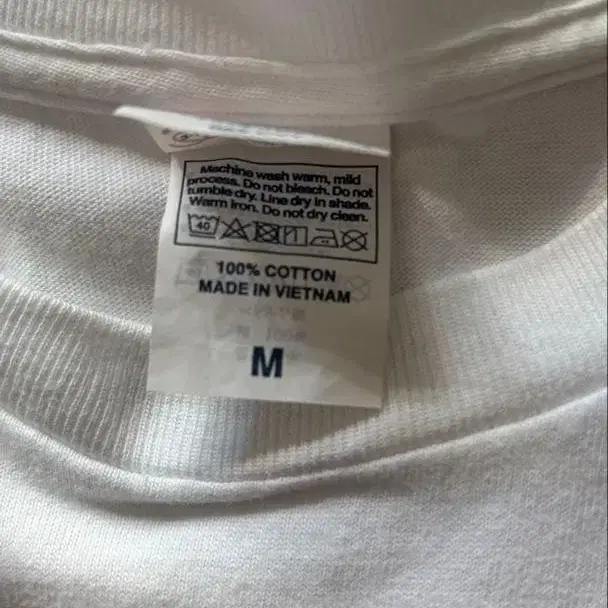 Machine wash warm, mild
process. Do not bleach. Do not
tumble dry. Line dry in shade.
Warm iron. Do not dry clean.
40
100% COTTON
MADE IN VIETNAM
M